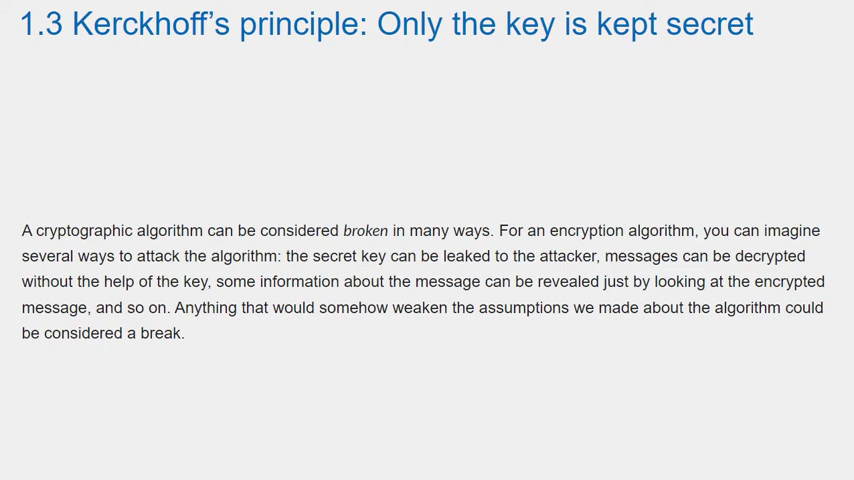 1.3 Kerckhoff’s principle: Only the key is kept secret
A cryptographic algorithm can be considered broken in many ways. For an encryption algorithm, you can imagine
several ways to attack the algorithm: the secret key can be leaked to the attacker, messages can be decrypted
without the help of the key, some information about the message can be revealed just by looking at the encrypted
message, and so on. Anything that would somehow weaken the assumptions we made about the algorithm could
be considered a break.